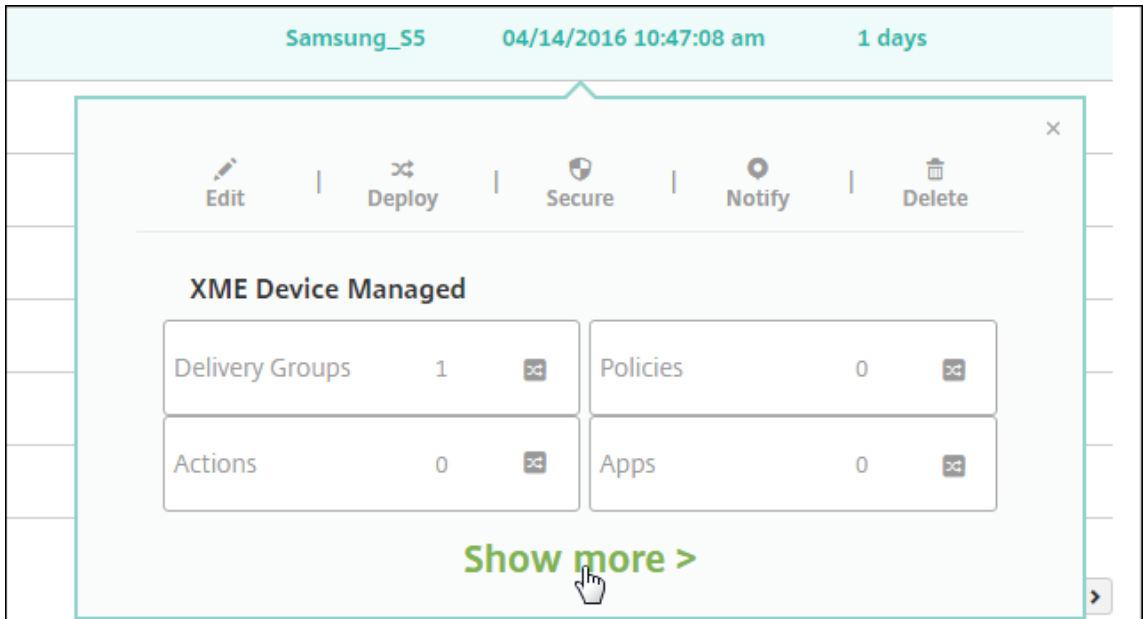 Samsung_S5 04/14/2016 10:47:08 am 1 days
×
Edit | Deploy | Secure | Notify | Delete
XME Device Managed
Delivery Groups 1 Policies 0
Actions 0 Apps 0
Show more >
>